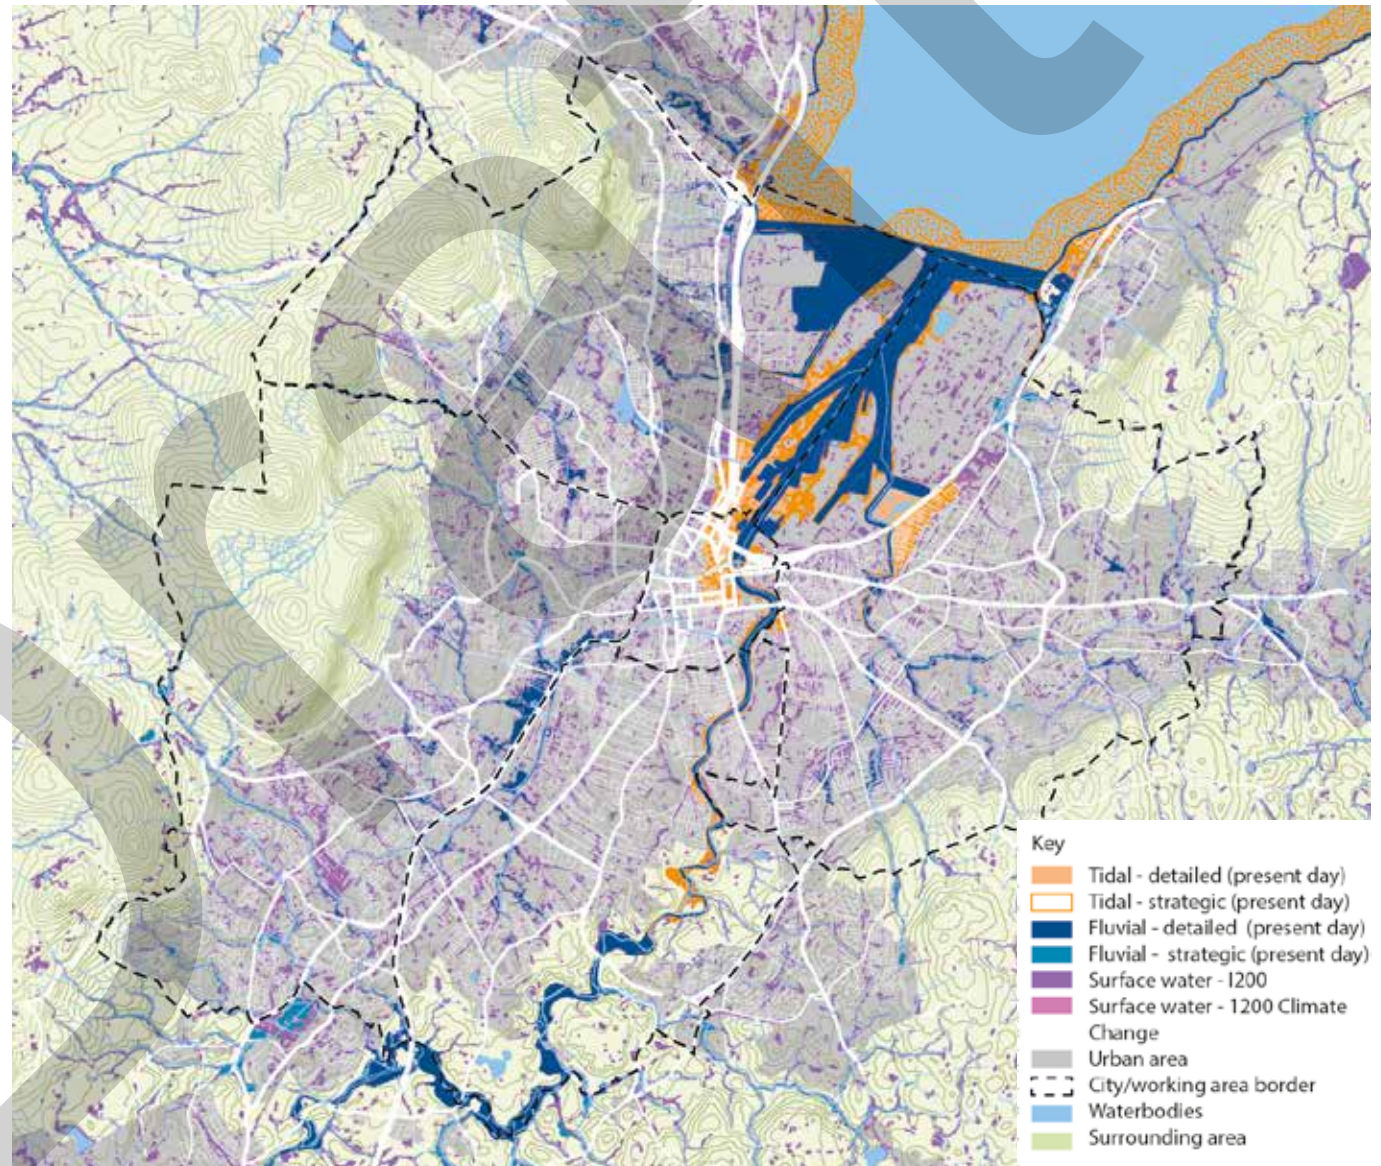 Key
Tidal - detailed (present day)
Tidal - strategic (present day)
Fluvial - detailed (present day)
Fluvial - strategic (present day)
Surface water - I200
Surface water - 1200 Climate
Change
Urban area
City/working area border
Waterbodies
Surrounding area